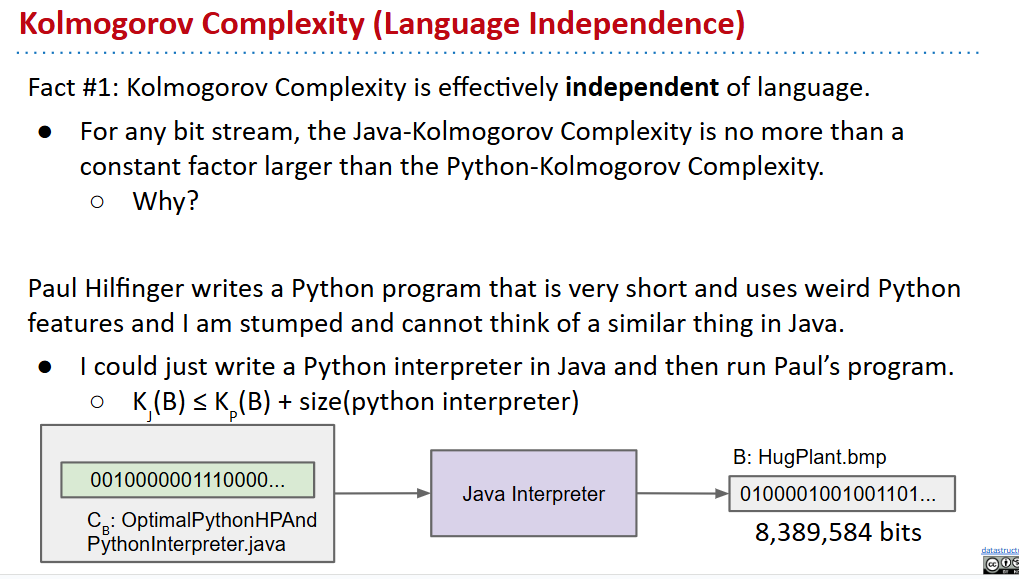 Kolmogorov Complexity (Language Independence)
Fact #1: Kolmogorov Complexity is effectively independent of language.
● For any bit stream, the Java-Kolmogorov Complexity is no more than a
constant factor larger than the Python-Kolmogorov Complexity.
○ Why?
Paul Hilfinger writes a Python program that is very short and uses weird Python
features and I am stumped and cannot think of a similar thing in Java.
● I could just write a Python interpreter in Java and then run Paul’s program.
○ K_J(B) ≤ K_P(B) + size(python interpreter)
0010000001110000...
C_B: OptimalPythonHPAnd
PythonInterpreter.java
Java Interpreter
B: HugPlant.bmp
0100001001001101...
8,389,584 bits
datastruct